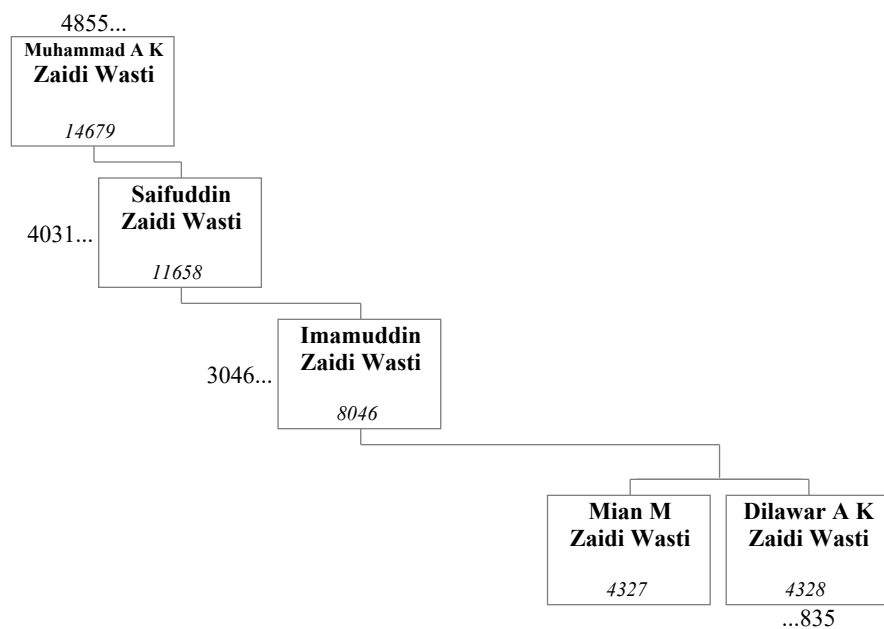 4855...
Muhammad A K
Zaidi Wasti
14679
Saifuddin
Zaidi Wasti
4031...
11658
Imamuddin
Zaidi Wasti
3046...
8046
Mian M
Zaidi Wasti
4327
Dilawar A K
Zaidi Wasti
4328
...835